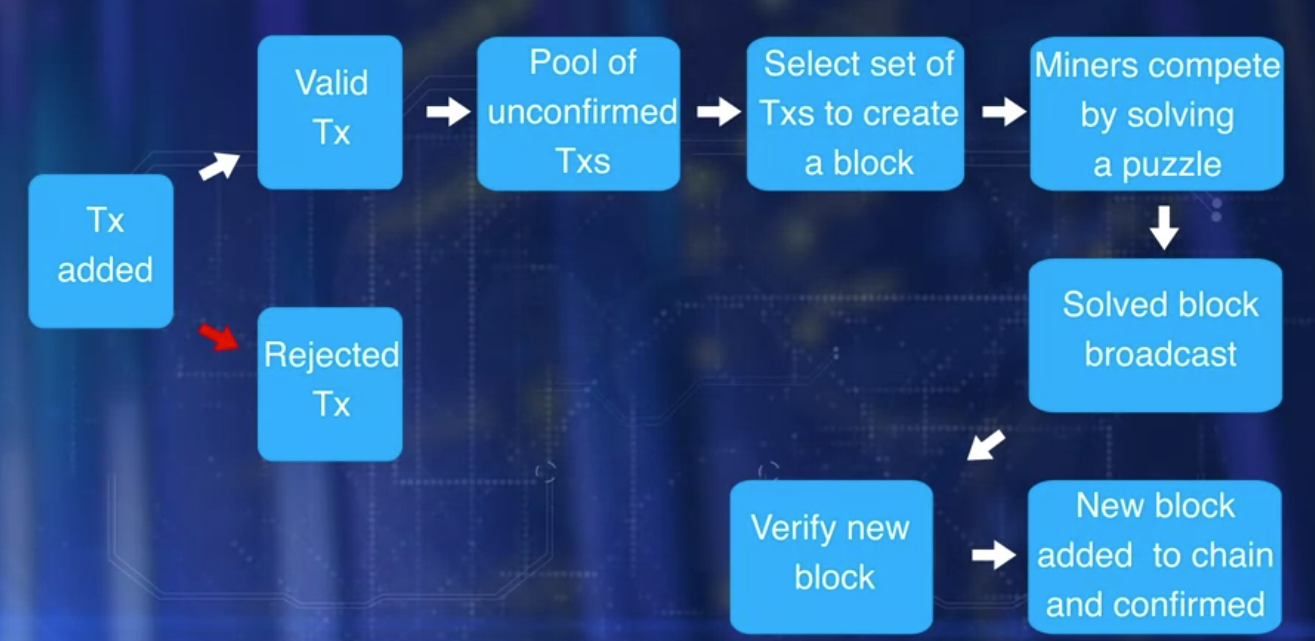 Tx
added
Valid
Tx
Rejected
Tx
Pool of
unconfirmed
Txs
Select set of
Txs to create
a block
Miners compete
by solving
a puzzle
Solved block
broadcast
Verify new
block
New block
added to chain
and confirmed